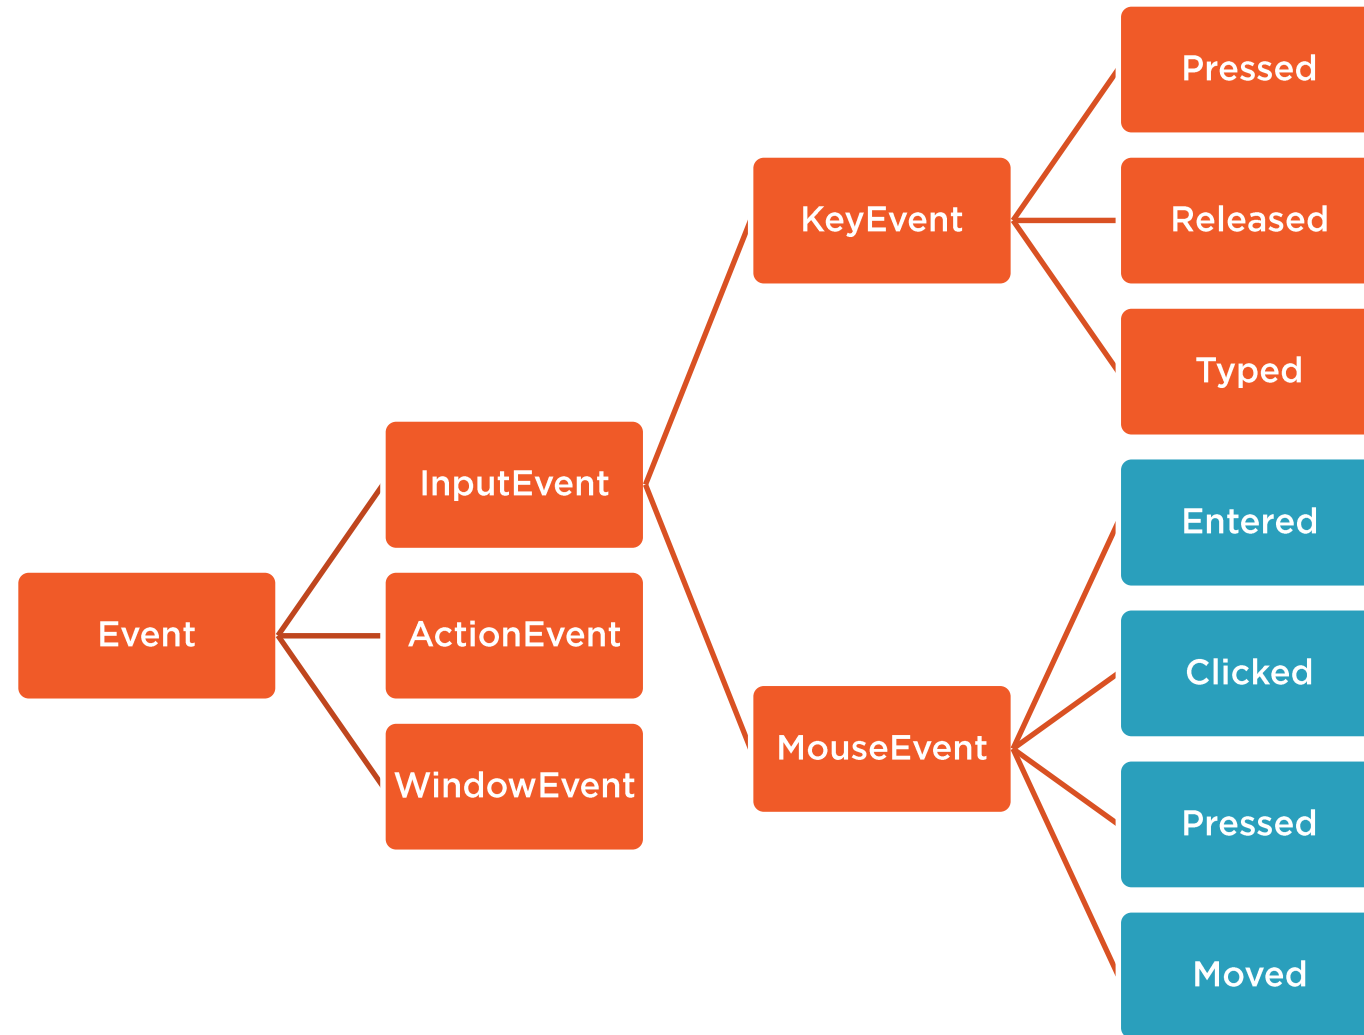 Event
InputEvent
ActionEvent
WindowEvent
KeyEvent
MouseEvent
Pressed
Released
Typed
Entered
Clicked
Pressed
Moved